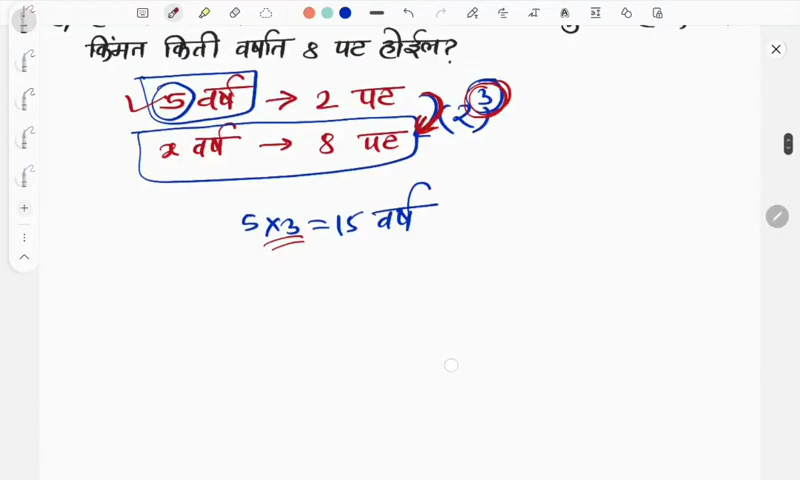 किंमत किती वर्षात 8 पट होईल?
5 वर्ष → 2 पट
x वर्ष → 8 पट
(2)³
5×3 = 15 वर्ष